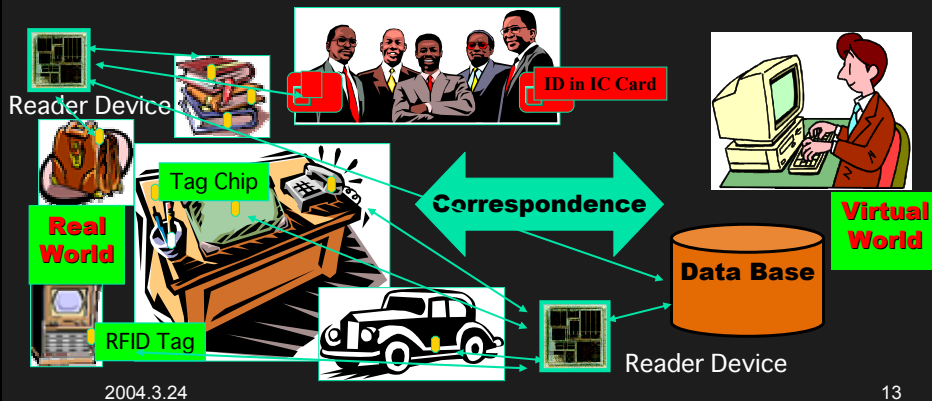 ID in IC Card
Reader Device
Tag Chip
Correspondence
Real
World
Virtual
World
Data Base
RFID Tag
Reader Device
2004.3.24
13